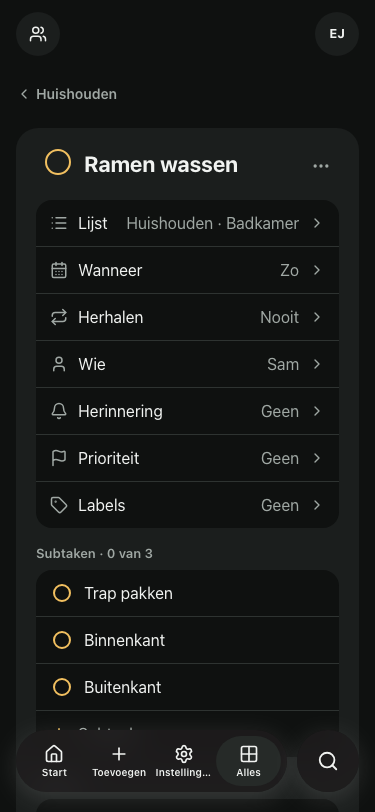 EJ
Huishouden
Ramen wassen
Lijst Huishouden · Badkamer
Wanneer Zo
Herhalen Nooit
Wie Sam
Herinnering Geen
Prioriteit Geen
Labels Geen
Subtaken · 0 van 3
Trap pakken
Binnenkant
Buitenkant
Start Toevoegen Instelling... Alles